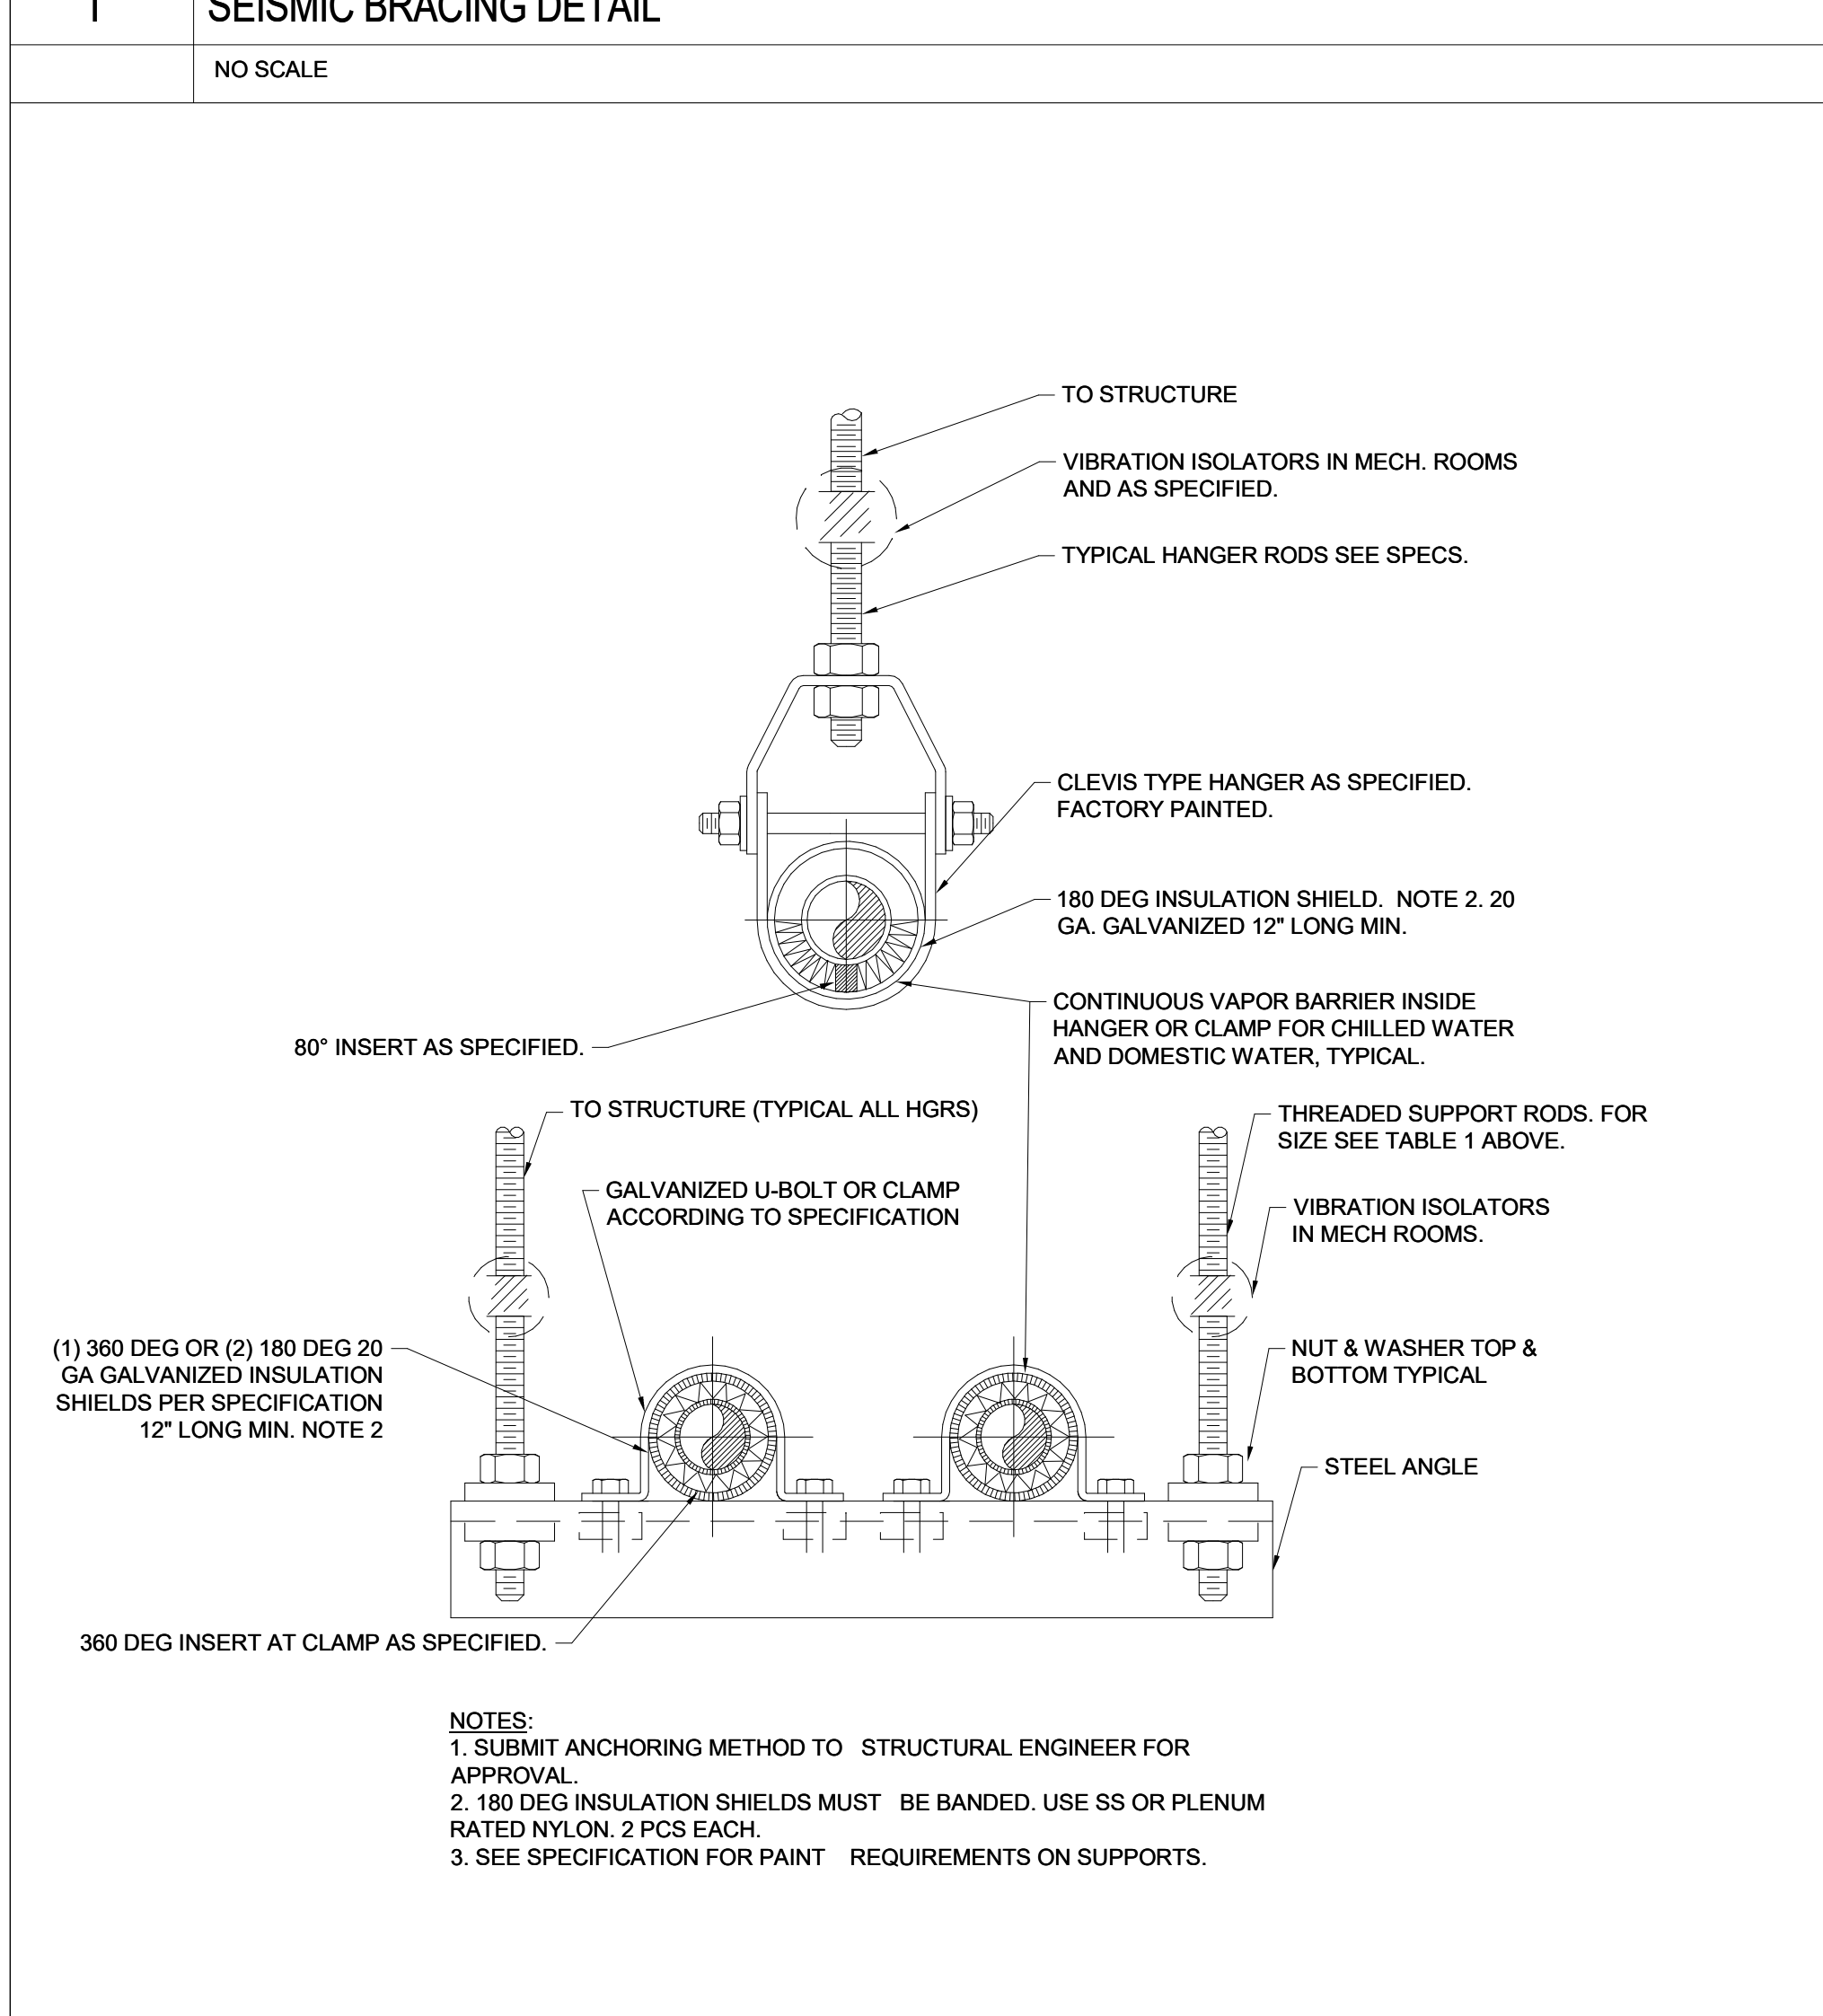 1
SEISMIC BRACING DETAIL
NO SCALE
TO STRUCTURE
VIBRATION ISOLATORS IN MECH. ROOMS
AND AS SPECIFIED.
TYPICAL HANGER RODS SEE SPECS.
CLEVIS TYPE HANGER AS SPECIFIED.
FACTORY PAINTED.
180 DEG INSULATION SHIELD. NOTE 2. 20
GA. GALVANIZED 12" LONG MIN.
CONTINUOUS VAPOR BARRIER INSIDE
HANGER OR CLAMP FOR CHILLED WATER
AND DOMESTIC WATER, TYPICAL.
80° INSERT AS SPECIFIED.
TO STRUCTURE (TYPICAL ALL HGRS)
THREADED SUPPORT RODS. FOR
SIZE SEE TABLE 1 ABOVE.
GALVANIZED U-BOLT OR CLAMP
ACCORDING TO SPECIFICATION
VIBRATION ISOLATORS
IN MECH ROOMS.
(1) 360 DEG OR (2) 180 DEG 20
GA GALVANIZED INSULATION
SHIELDS PER SPECIFICATION
12" LONG MIN. NOTE 2
NUT & WASHER TOP &
BOTTOM TYPICAL
STEEL ANGLE
360 DEG INSERT AT CLAMP AS SPECIFIED.
NOTES:
1. SUBMIT ANCHORING METHOD TO STRUCTURAL ENGINEER FOR
APPROVAL.
2. 180 DEG INSULATION SHIELDS MUST BE BANDED. USE SS OR PLENUM
RATED NYLON. 2 PCS EACH.
3. SEE SPECIFICATION FOR PAINT REQUIREMENTS ON SUPPORTS.